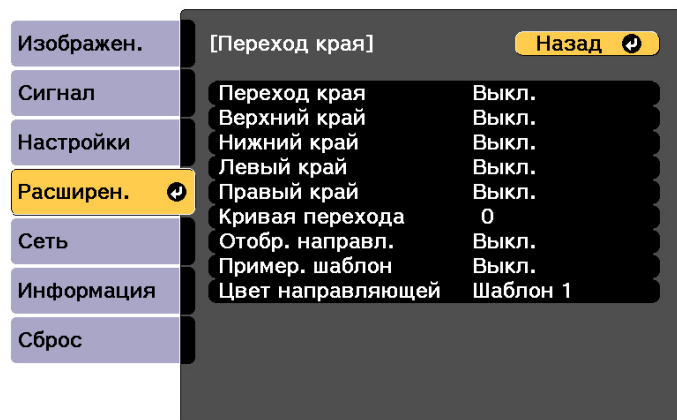 Изображен.
Сигнал
Настройки
Расширен.
Сеть
Информация
Сброс
[Переход края] Назад
Переход края Выкл.
Верхний край Выкл.
Нижний край Выкл.
Левый край Выкл.
Правый край Выкл.
Кривая перехода 0
Отобр. направл. Выкл.
Пример. шаблон Выкл.
Цвет направляющей Шаблон 1